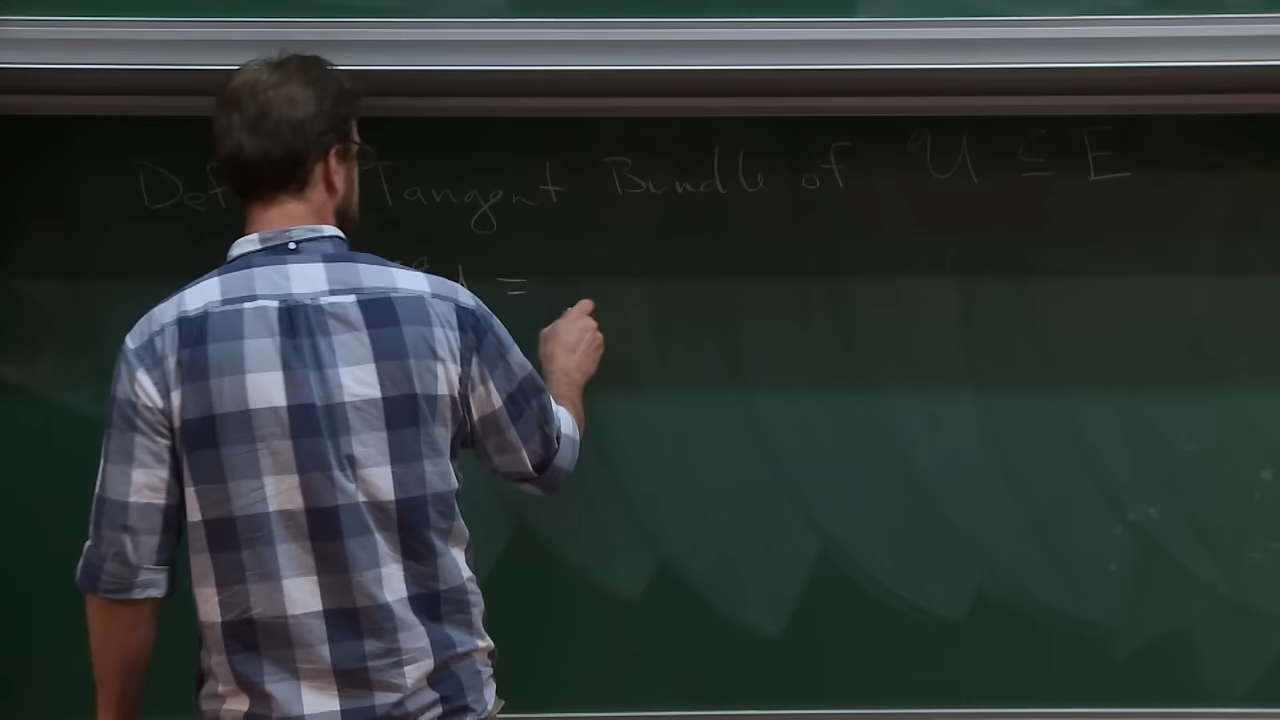 Def Tangent Bundle of U ⊆ E
=